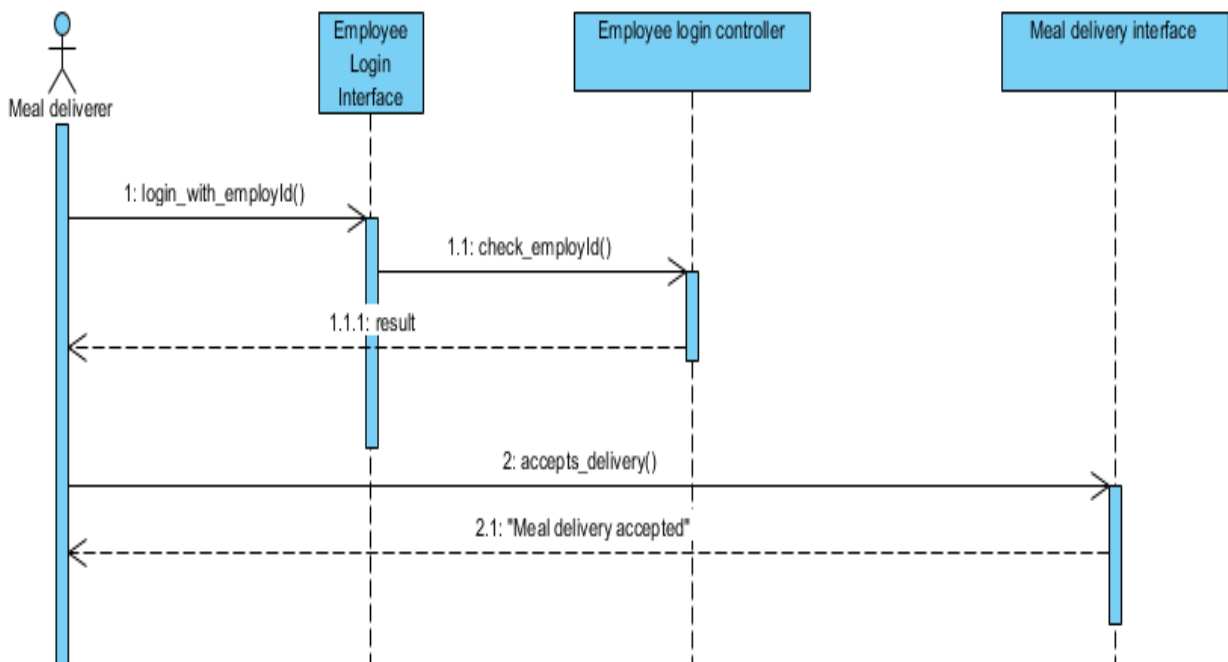 Employee
Login
Interface
Employee login controller
Meal delivery interface
Meal deliverer
1: login_with_employId()
1.1: check_employId()
1.1.1: result
2: accepts_delivery()
2.1: "Meal delivery accepted"